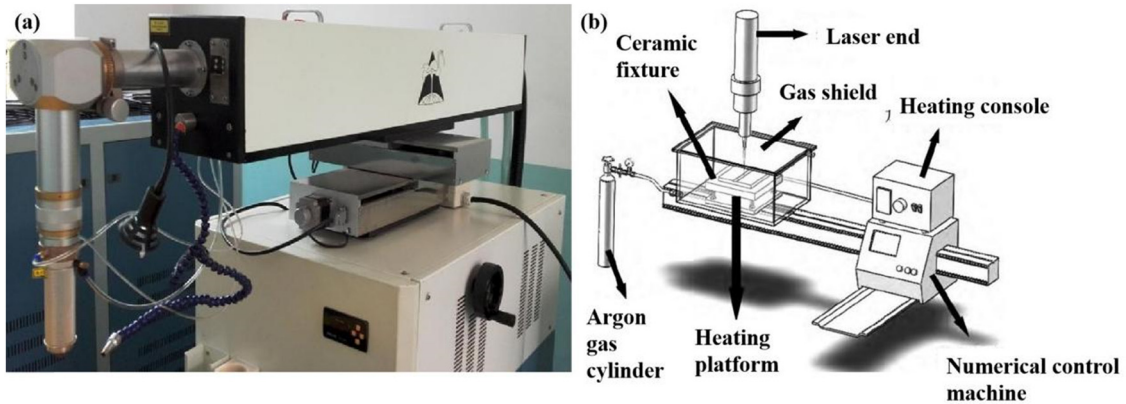 (a)
(b)
Laser end
Ceramic
fixture
Gas shield
Heating console
Argon
gas
cylinder
Heating
platform
Numerical control
machine